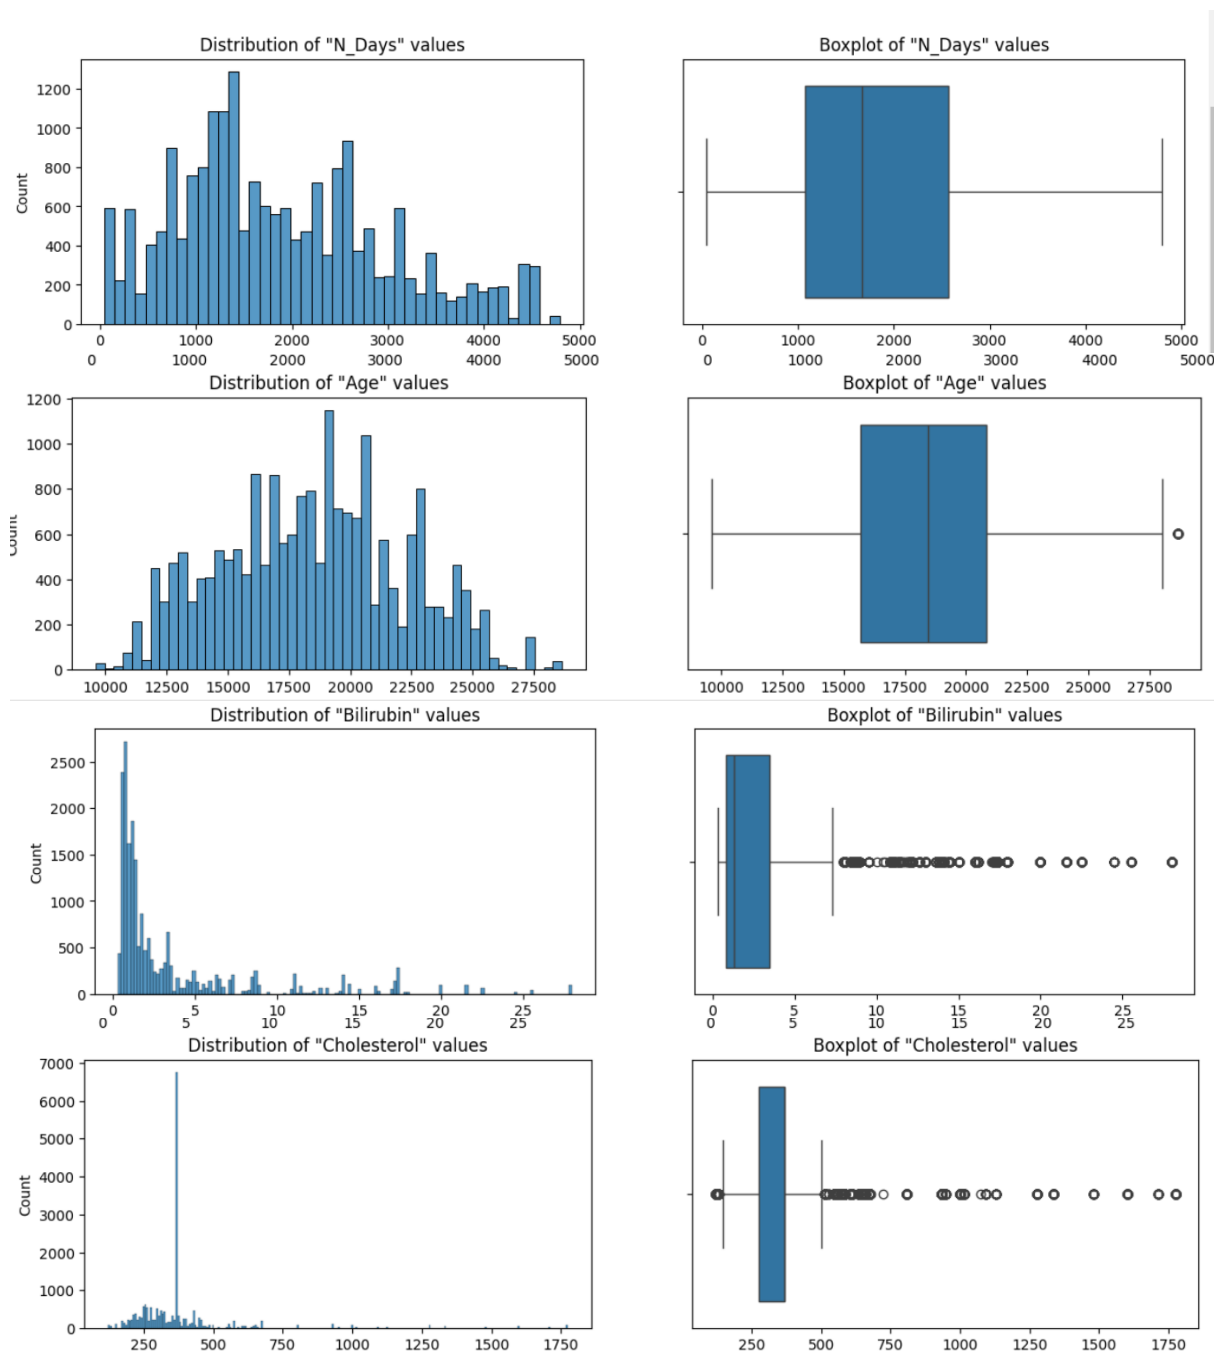 Distribution of "N_Days" values
Boxplot of "N_Days" values
Count
1200
1000
800
600
400
200
0
1000 2000 3000 4000 5000
0 1000 2000 3000 4000 5000
0 1000 2000 3000 4000 5000
0 1000 2000 3000 4000 5000
Distribution of "Age" values
Boxplot of "Age" values
Count
1200
1000
800
600
400
200
0
10000 12500 15000 17500 20000 22500 25000 27500
10000 12500 15000 17500 20000 22500 25000 27500
Distribution of "Bilirubin" values
Boxplot of "Bilirubin" values
Count
2500
2000
1500
1000
500
0
0 5 10 15 20 25
0 5 10 15 20 25
0 5 10 15 20 25
0 5 10 15 20 25
Distribution of "Cholesterol" values
Boxplot of "Cholesterol" values
Count
7000
6000
5000
4000
3000
2000
1000
0
250 500 750 1000 1250 1500 1750
250 500 750 1000 1250 1500 1750